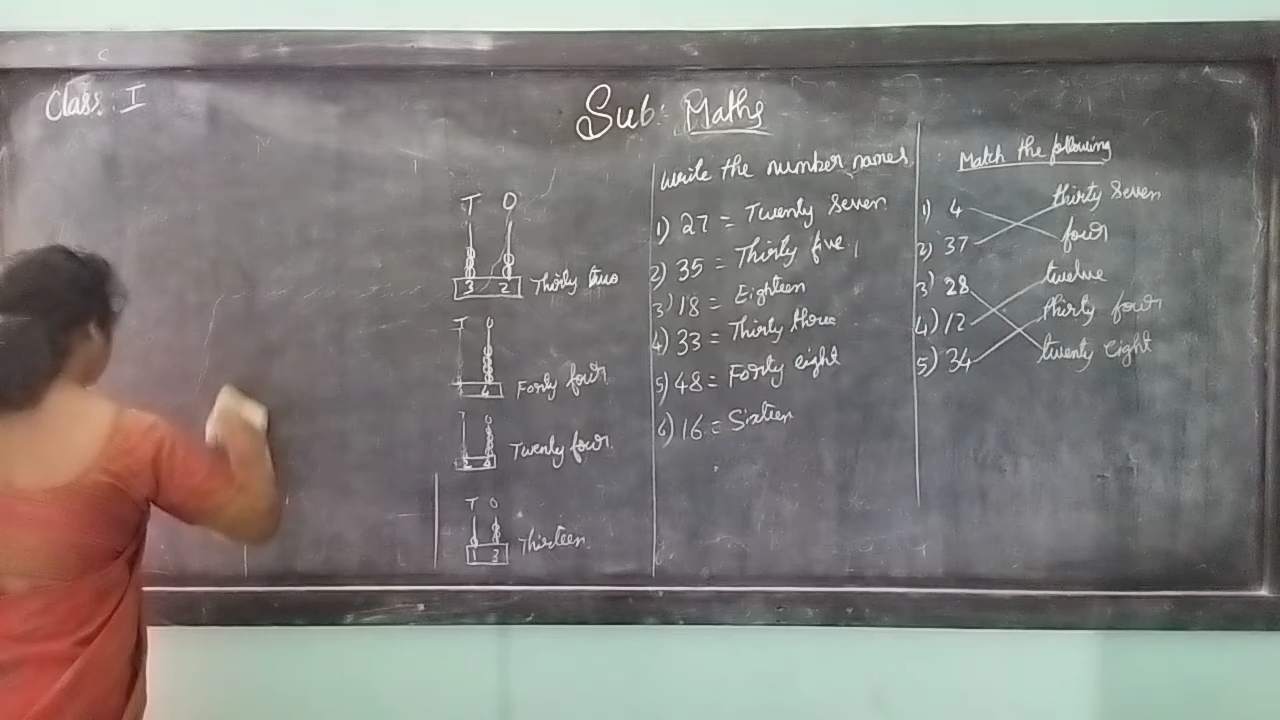 Class: I
Sub: Maths
T O
3 2 Thirty two
T O
4 Forty four
T O
2 4 Twenty four
T O
1 3 Thirteen
Write the number names
1) 27 = Twenty Seven
2) 35 = Thirty five
3) 18 = Eighteen
4) 33 = Thirty three
5) 48 = Forty eight
6) 16 = Sixteen
Match the following
1) 4 thirty seven
2) 37 four
3) 28 twelve
4) 12 thirty four
5) 34 twenty eight